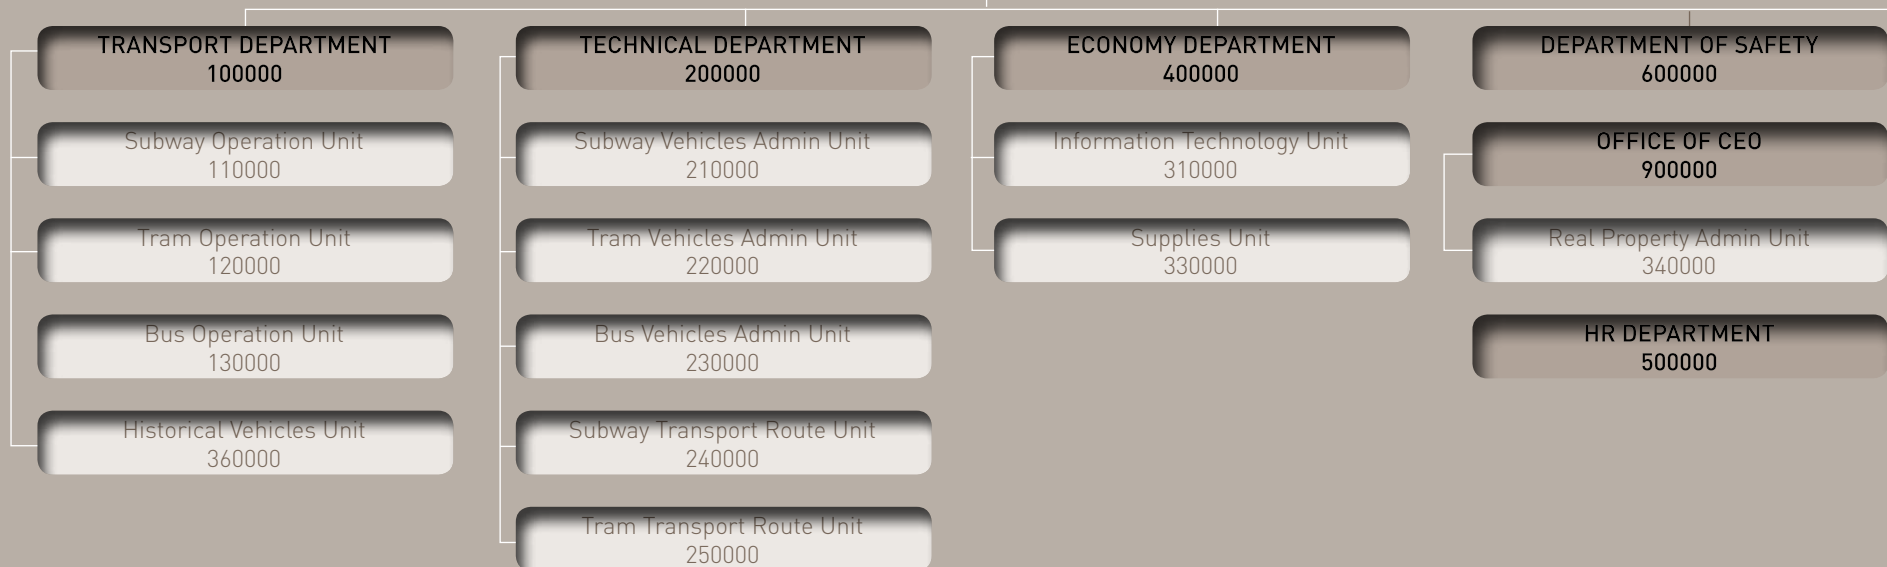 TRANSPORT DEPARTMENT
100000
Subway Operation Unit
110000
Tram Operation Unit
120000
Bus Operation Unit
130000
Historical Vehicles Unit
360000
TECHNICAL DEPARTMENT
200000
Subway Vehicles Admin Unit
210000
Tram Vehicles Admin Unit
220000
Bus Vehicles Admin Unit
230000
Subway Transport Route Unit
240000
Tram Transport Route Unit
250000
ECONOMY DEPARTMENT
400000
Information Technology Unit
310000
Supplies Unit
330000
DEPARTMENT OF SAFETY
600000
OFFICE OF CEO
900000
Real Property Admin Unit
340000
HR DEPARTMENT
500000